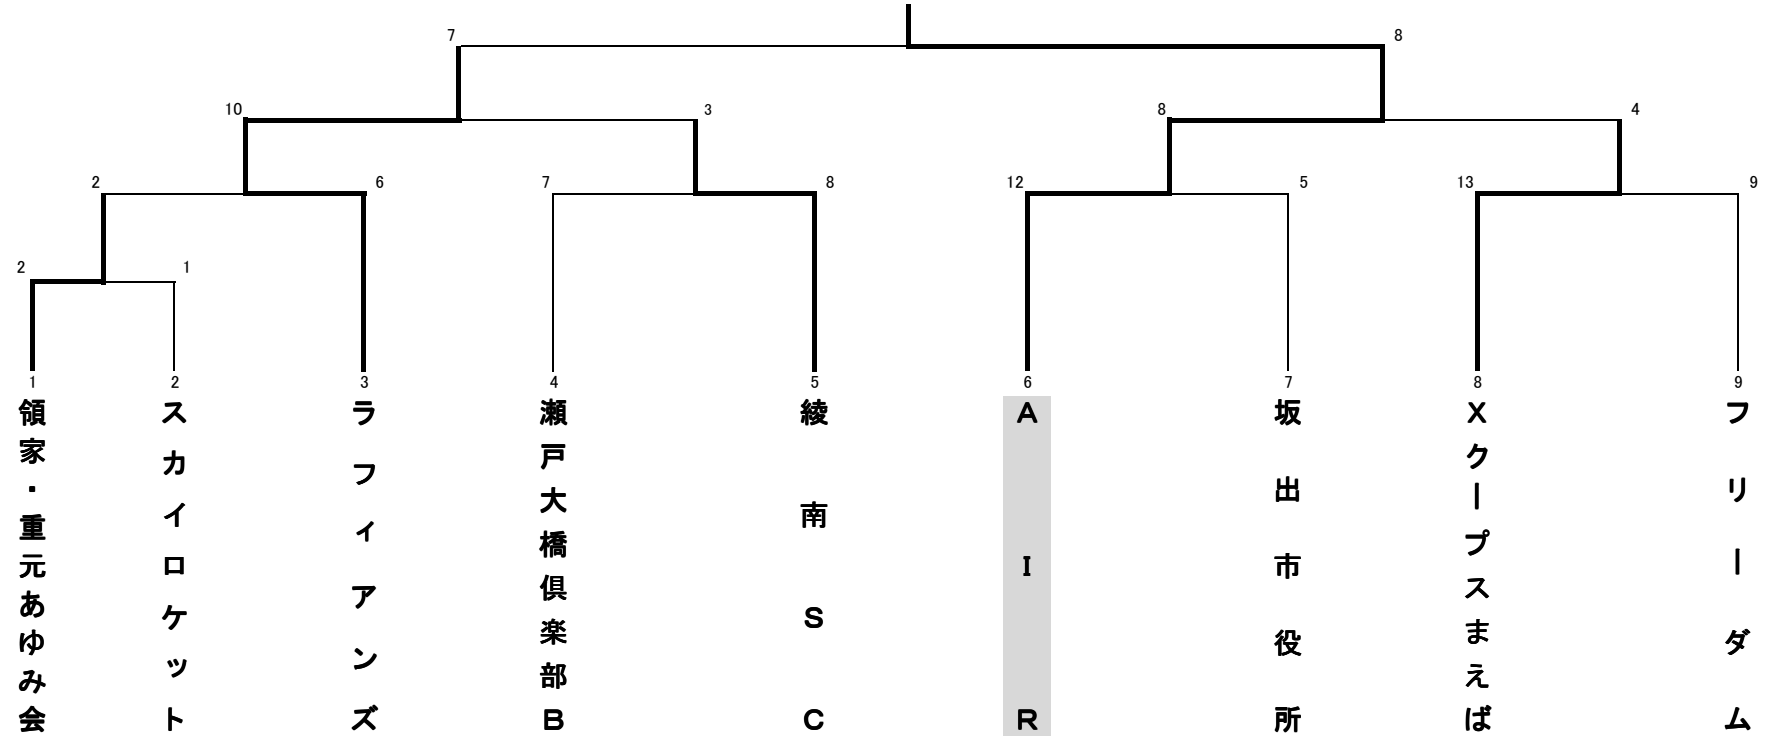 7 8
10 3 8 4
2 6 7 8 12 5 13 9
2 1
1 2 3 4 5 6 7 8 9
領家・重元あゆみ会
スカイロケット
ラフィアンズ
瀬戸大橋倶楽部B
綾南SC
AIR
坂出市役所
Xクープスまえば
フリーダム